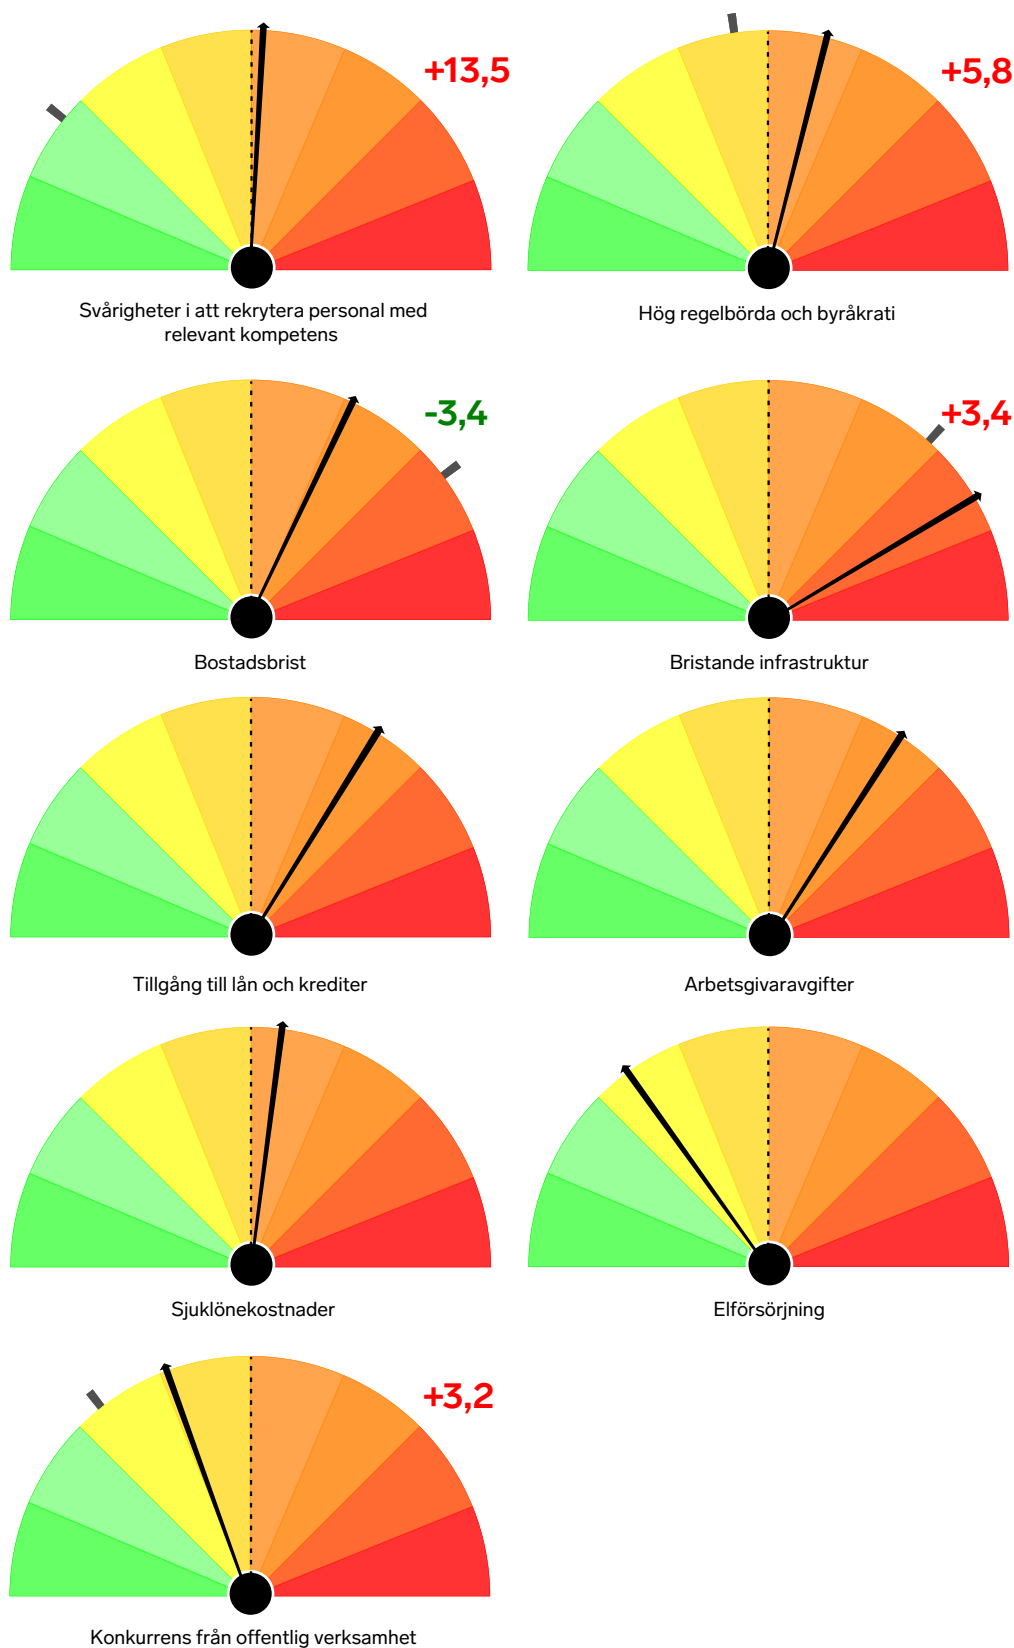 +13,5
Svårigheter i att rekrytera personal med
relevant kompetens
+5,8
Hög regelbörda och byråkrati
-3,4
Bostadsbrist
+3,4
Bristande infrastruktur
Tillgång till lån och krediter
Arbetsgivaravgifter
Sjuklönekostnader
Elförsörjning
+3,2
Konkurrens från offentlig verksamhet